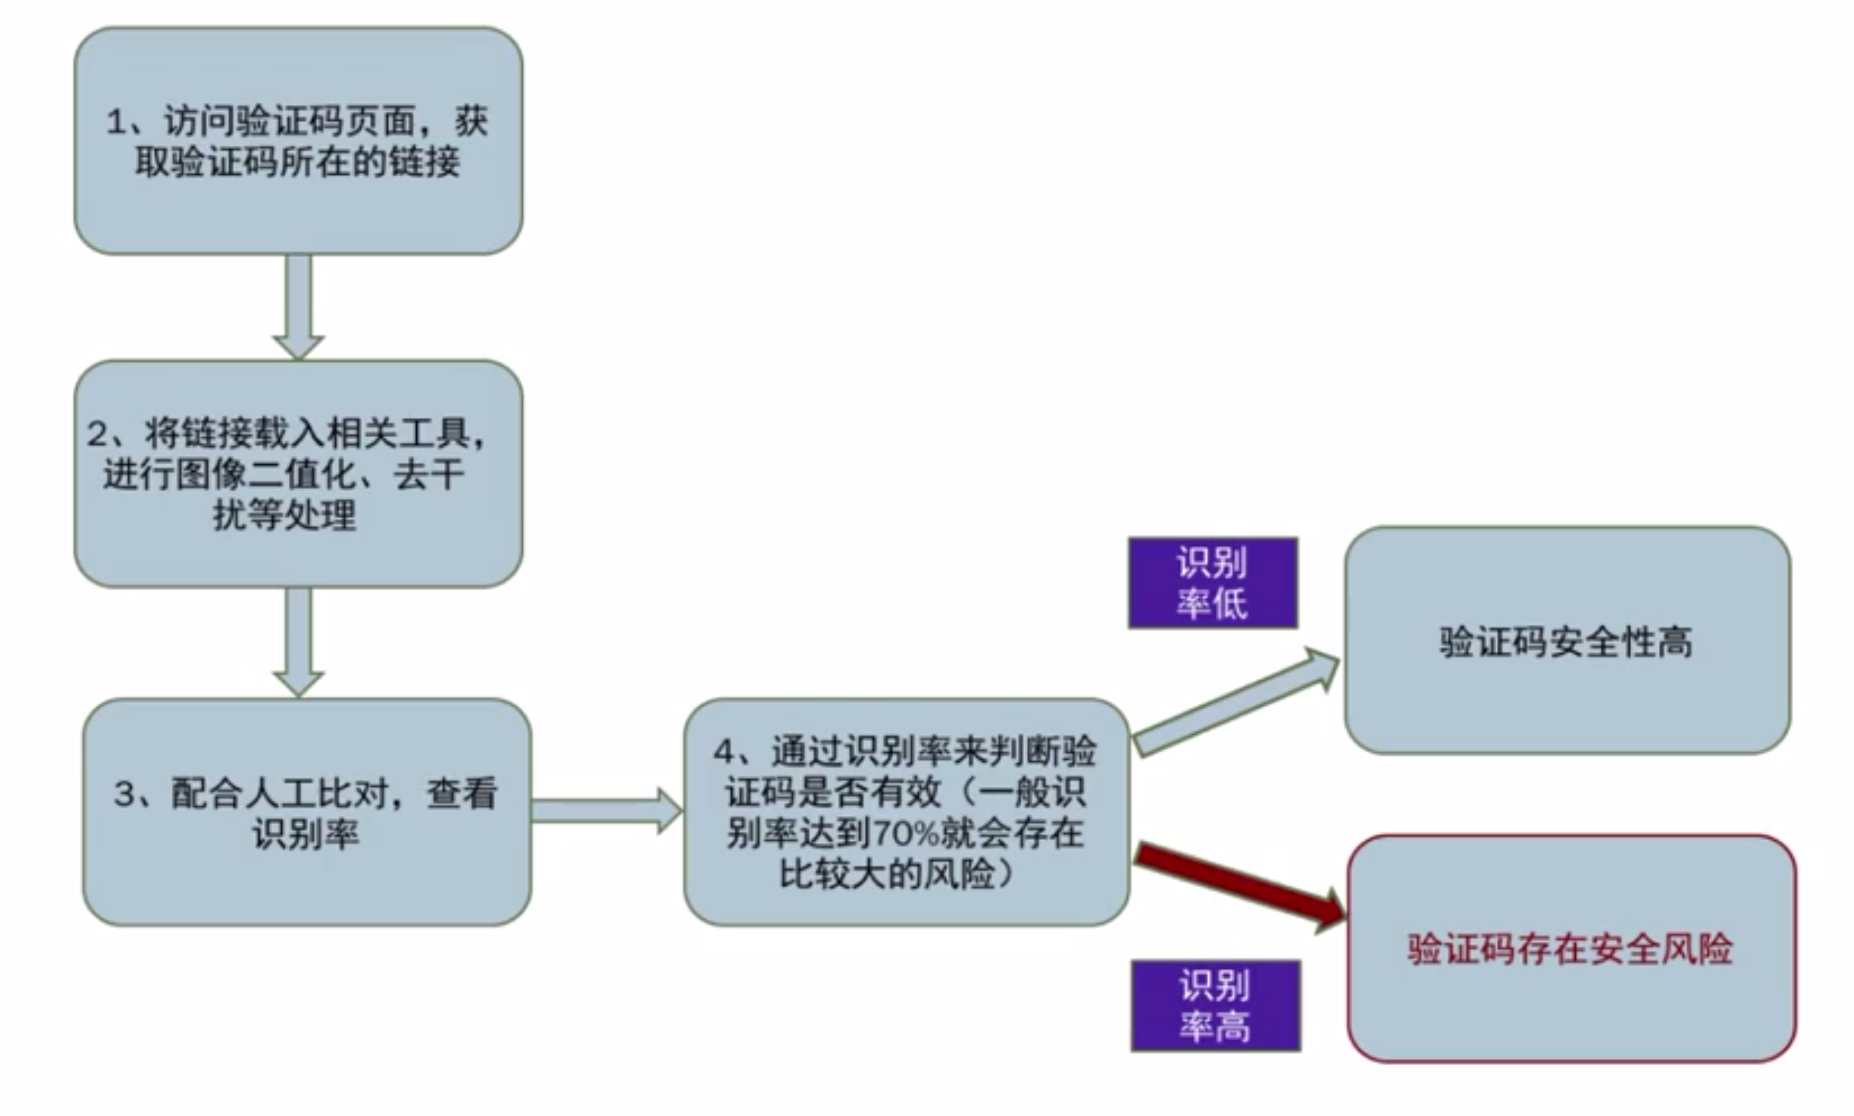 1、访问验证码页面，获
取验证码所在的链接
2、将链接载入相关工具，
进行图像二值化、去干
扰等处理
3、配合人工比对，查看
识别率
4、通过识别率来判断验
证码是否有效（一般识
别率达到70%就会存在
比较大的风险）
识别
率低
验证码安全性高
识别
率高
验证码存在安全风险